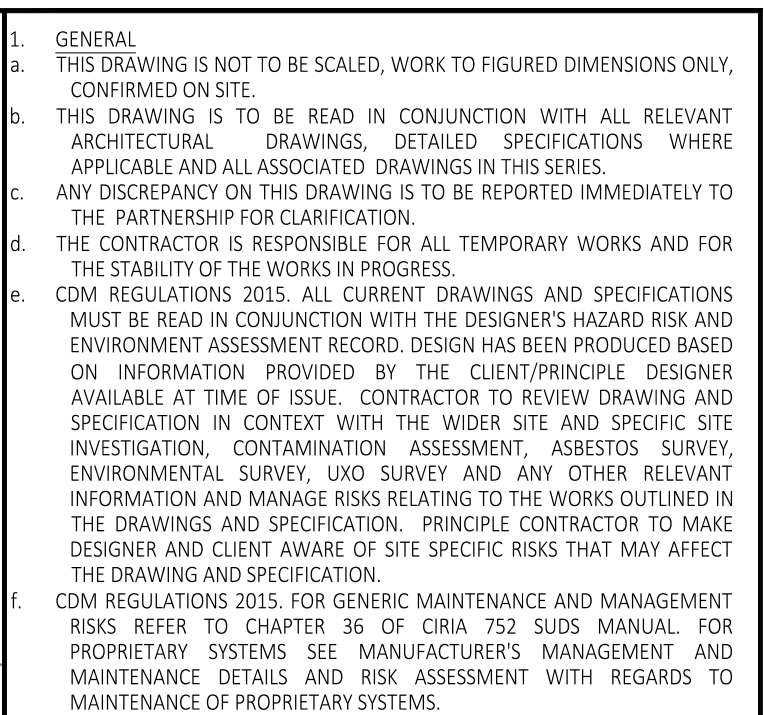 1. GENERAL
a. THIS DRAWING IS NOT TO BE SCALED, WORK TO FIGURED DIMENSIONS ONLY,
CONFIRMED ON SITE.
b. THIS DRAWING IS TO BE READ IN CONJUNCTION WITH ALL RELEVANT
ARCHITECTURAL DRAWINGS, DETAILED SPECIFICATIONS WHERE
APPLICABLE AND ALL ASSOCIATED DRAWINGS IN THIS SERIES.
c. ANY DISCREPANCY ON THIS DRAWING IS TO BE REPORTED IMMEDIATELY TO
THE PARTNERSHIP FOR CLARIFICATION.
d. THE CONTRACTOR IS RESPONSIBLE FOR ALL TEMPORARY WORKS AND FOR
THE STABILITY OF THE WORKS IN PROGRESS.
e. CDM REGULATIONS 2015. ALL CURRENT DRAWINGS AND SPECIFICATIONS
MUST BE READ IN CONJUNCTION WITH THE DESIGNER'S HAZARD RISK AND
ENVIRONMENT ASSESSMENT RECORD. DESIGN HAS BEEN PRODUCED BASED
ON INFORMATION PROVIDED BY THE CLIENT/PRINCIPLE DESIGNER
AVAILABLE AT TIME OF ISSUE. CONTRACTOR TO REVIEW DRAWING AND
SPECIFICATION IN CONTEXT WITH THE WIDER SITE AND SPECIFIC SITE
INVESTIGATION, CONTAMINATION ASSESSMENT, ASBESTOS SURVEY,
ENVIRONMENTAL SURVEY, UXO SURVEY AND ANY OTHER RELEVANT
INFORMATION AND MANAGE RISKS RELATING TO THE WORKS OUTLINED IN
THE DRAWINGS AND SPECIFICATION. PRINCIPLE CONTRACTOR TO MAKE
DESIGNER AND CLIENT AWARE OF SITE SPECIFIC RISKS THAT MAY AFFECT
THE DRAWING AND SPECIFICATION.
f. CDM REGULATIONS 2015. FOR GENERIC MAINTENANCE AND MANAGEMENT
RISKS REFER TO CHAPTER 36 OF CIRIA 752 SUDS MANUAL. FOR
PROPRIETARY SYSTEMS SEE MANUFACTURER'S MANAGEMENT AND
MAINTENANCE DETAILS AND RISK ASSESSMENT WITH REGARDS TO
MAINTENANCE OF PROPRIETARY SYSTEMS.